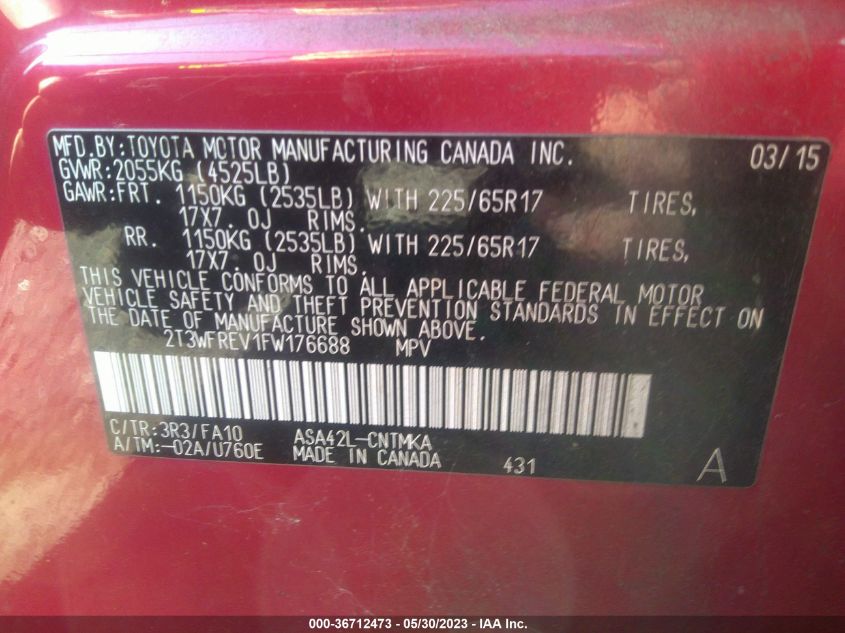 MFD.BY:TOYOTA MOTOR MANUFACTURING CANADA INC. 03/15
GVWR:2055KG (4525LB)
GAWR:FRT. 1150KG (2535LB) WITH 225/65R17 TIRES,
17X7.0J RIMS.
RR. 1150KG (2535LB) WITH 225/65R17 TIRES,
17X7.0J RIMS.
THIS VEHICLE CONFORMS TO ALL APPLICABLE FEDERAL MOTOR
VEHICLE SAFETY AND THEFT PREVENTION STANDARDS IN EFFECT ON
THE DATE OF MANUFACTURE SHOWN ABOVE.
2T3WFREV1FW176688 MPV
C/TR:3R3/FA10 ASA42L-CNTMKA
A/TM:-02A/U760E MADE IN CANADA 431 A
000-36712473 - 05/30/2023 - IAA Inc.